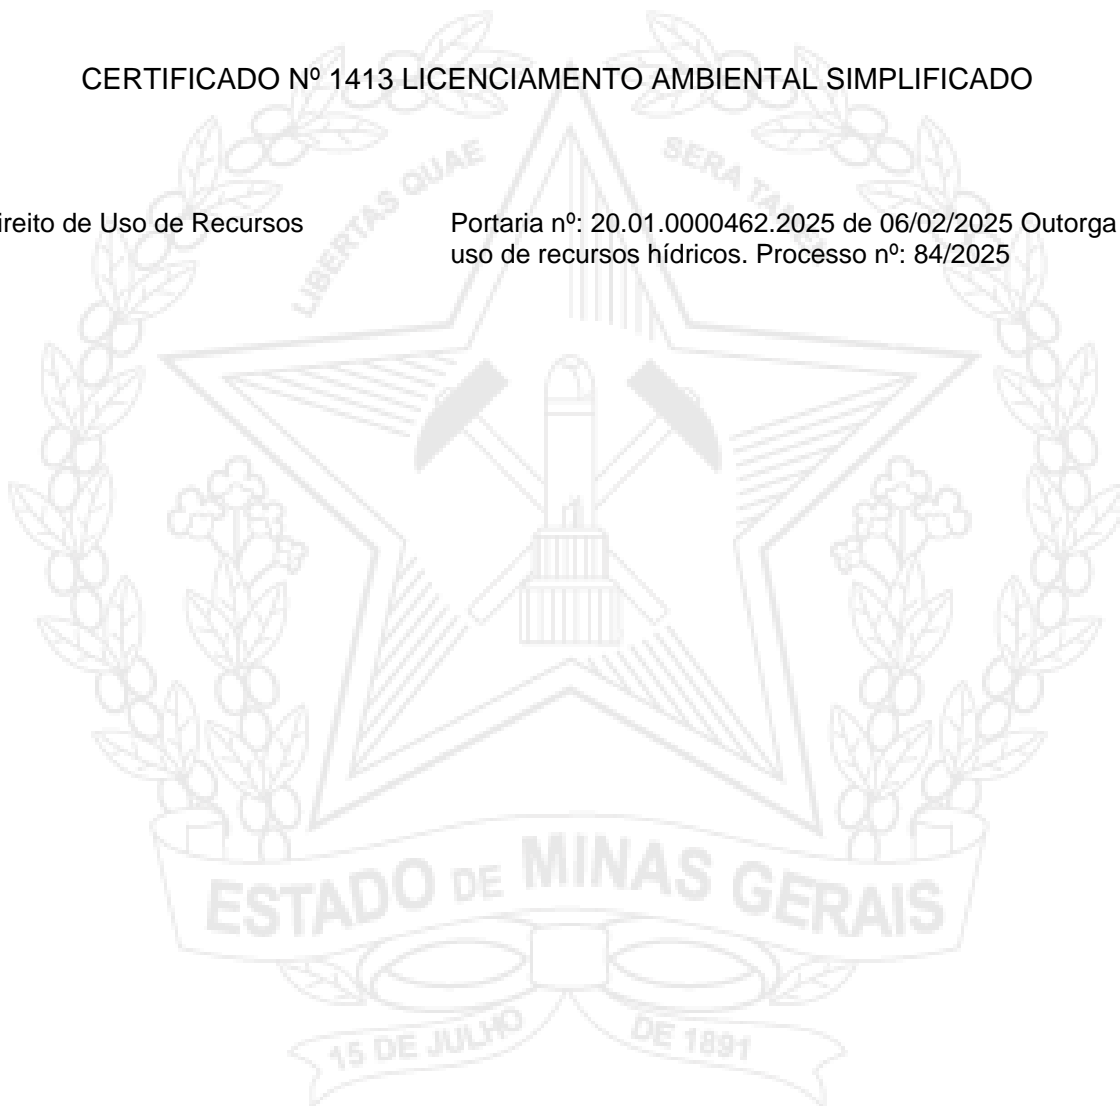 CERTIFICADO Nº 1413 LICENCIAMENTO AMBIENTAL SIMPLIFICADO
LIBERTAS QUAE SERA
ireito de Uso de Recursos
Portaria nº: 20.01.0000462.2025 de 06/02/2025 Outorga
uso de recursos hídricos. Processo nº: 84/2025
ESTADO DE MINAS GERAIS
15 DE JULHO DE 1891